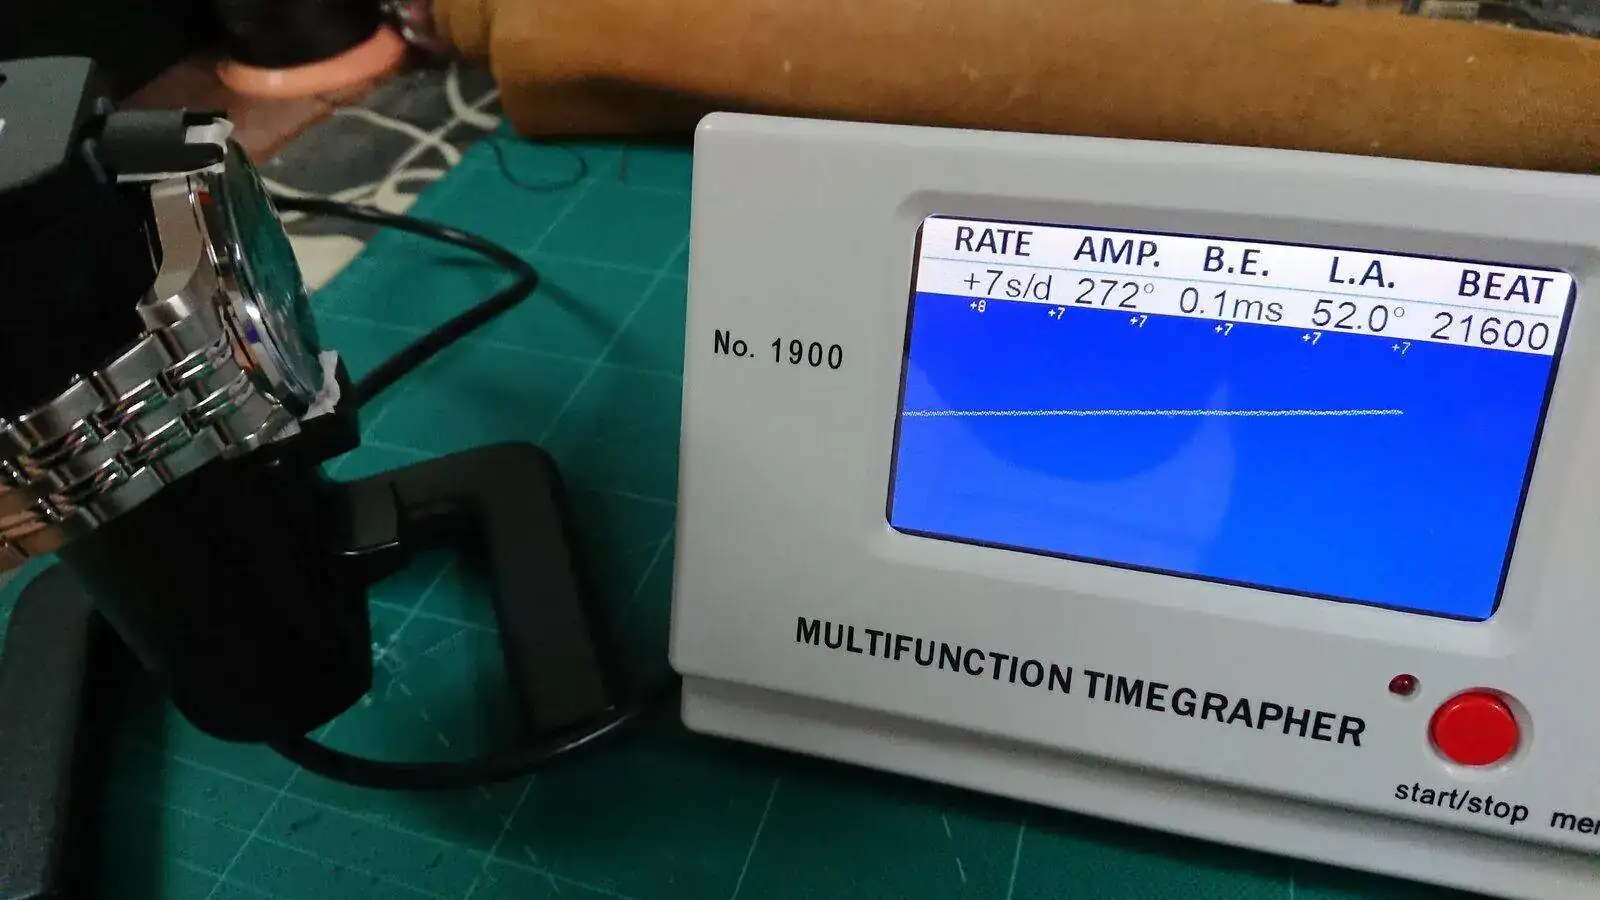 RATE AMP. B.E. L.A. BEAT
+7s/d 272° 0.1ms 52.0° 21600
+8 +7 +7 +7 +7 +7
No. 1900
MULTIFUNCTION TIMEGRAPHER
start/stop